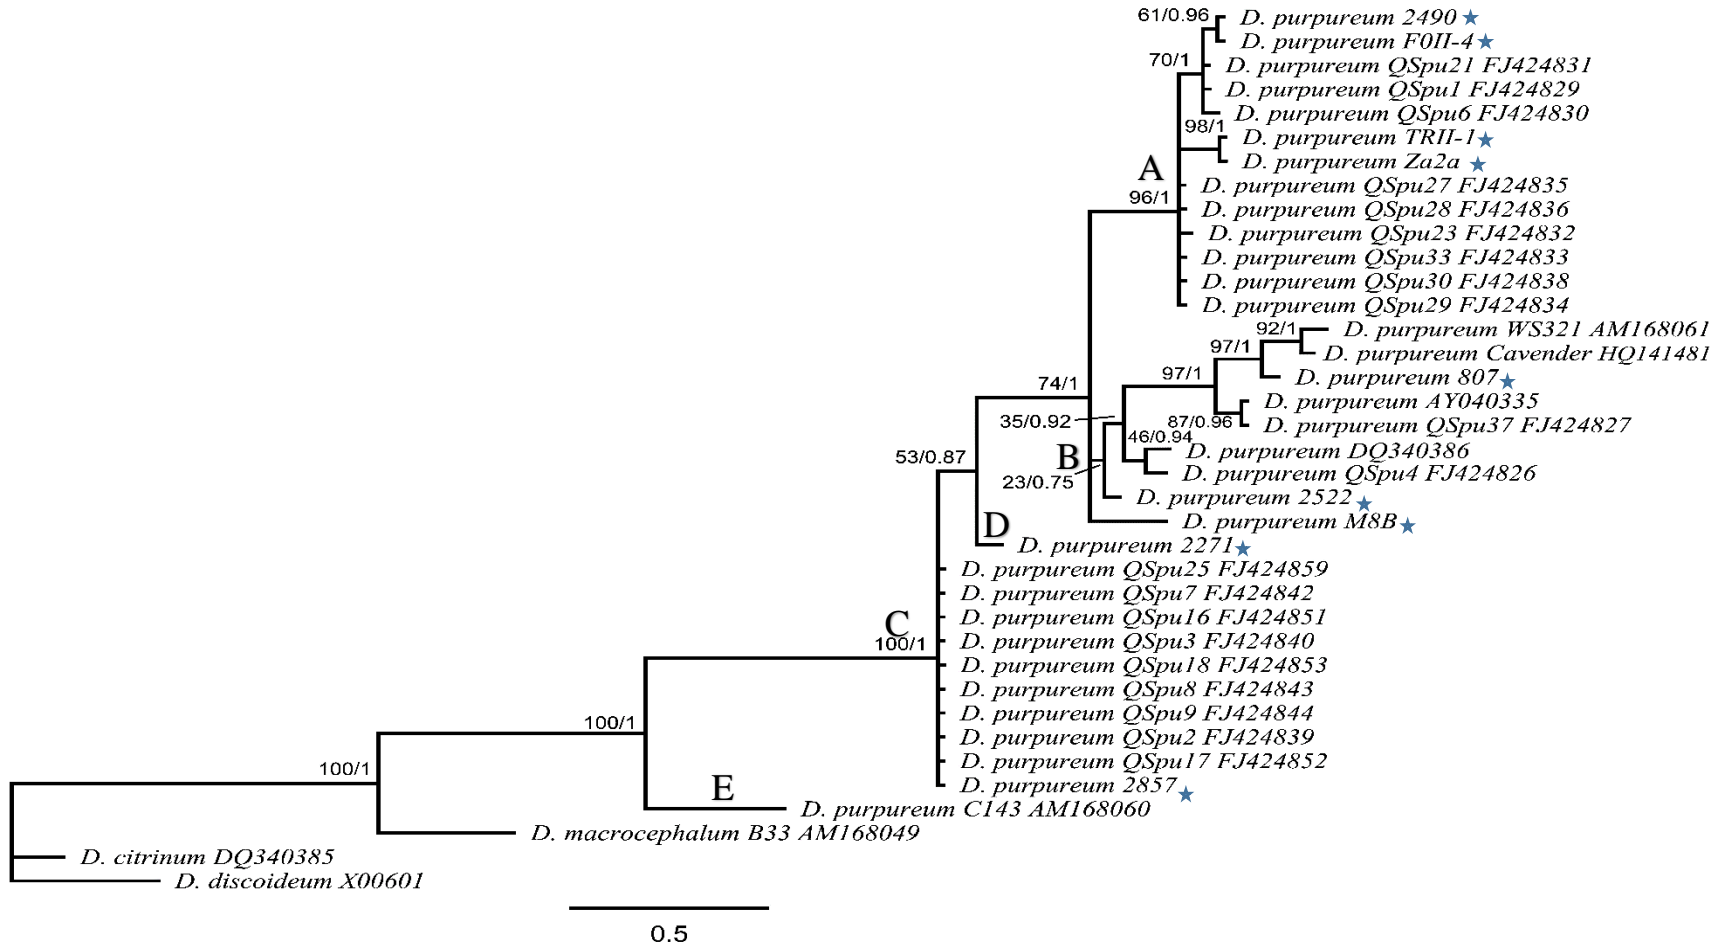 61/0.96
D. purpureum 2490
D. purpureum F0II-4
70/1
D. purpureum QSpu21 FJ424831
D. purpureum QSpu1 FJ424829
D. purpureum QSpu6 FJ424830
98/1
D. purpureum TRII-1
D. purpureum Za2a
A
96/1
D. purpureum QSpu27 FJ424835
D. purpureum QSpu28 FJ424836
D. purpureum QSpu23 FJ424832
D. purpureum QSpu33 FJ424833
D. purpureum QSpu30 FJ424838
D. purpureum QSpu29 FJ424834
92/1
D. purpureum WS321 AM168061
97/1
D. purpureum Cavender HQ141481
97/1
D. purpureum 807
74/1
D. purpureum AY040335
35/0.92
87/0.96
D. purpureum QSpu37 FJ424827
46/0.94
D. purpureum DQ340386
53/0.87
B
D. purpureum QSpu4 FJ424826
23/0.75
D. purpureum 2522
D. purpureum M8B
D
D. purpureum 2271
D. purpureum QSpu25 FJ424859
D. purpureum QSpu7 FJ424842
D. purpureum QSpu16 FJ424851
C
100/1
D. purpureum QSpu3 FJ424840
D. purpureum QSpu18 FJ424853
D. purpureum QSpu8 FJ424843
D. purpureum QSpu9 FJ424844
100/1
D. purpureum QSpu2 FJ424839
D. purpureum QSpu17 FJ424852
100/1
D. purpureum 2857
E
D. purpureum C143 AM168060
D. macrocephalum B33 AM168049
D. citrinum DQ340385
D. discoideum X00601
0.5